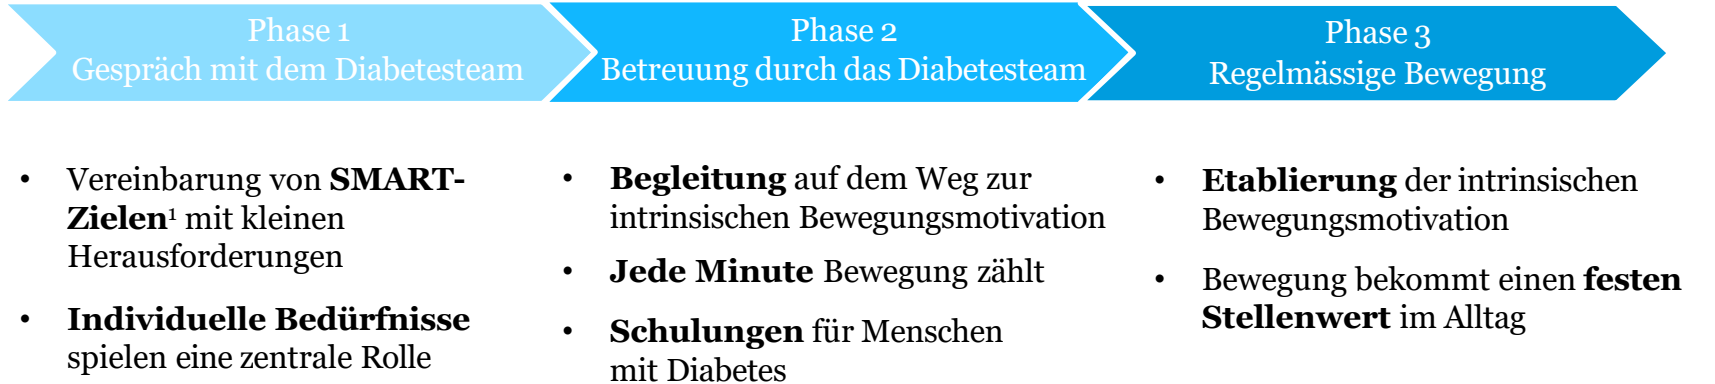 Phase 1
Gespräch mit dem Diabetesteam
Phase 2
Betreuung durch das Diabetesteam
Phase 3
Regelmässige Bewegung
• Vereinbarung von SMART-
Zielen¹ mit kleinen
Herausforderungen
• Individuelle Bedürfnisse
spielen eine zentrale Rolle
• Begleitung auf dem Weg zur
intrinsischen Bewegungsmotivation
• Jede Minute Bewegung zählt
• Schulungen für Menschen
mit Diabetes
• Etablierung der intrinsischen
Bewegungsmotivation
• Bewegung bekommt einen festen
Stellenwert im Alltag